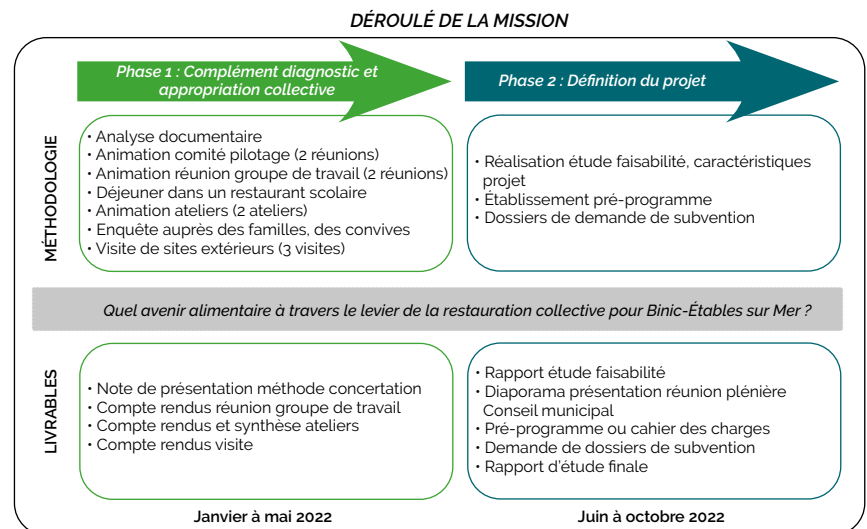 DÉROULÉ DE LA MISSION
Phase 1 : Complément diagnostic et
appropriation collective
Phase 2 : Définition du projet
MÉTHODOLOGIE
• Analyse documentaire
• Animation comité pilotage (2 réunions)
• Animation réunion groupe de travail (2 réunions)
• Déjeuner dans un restaurant scolaire
• Animation ateliers (2 ateliers)
• Enquête auprès des familles, des convives
• Visite de sites extérieurs (3 visites)
• Réalisation étude faisabilité, caractéristiques
projet
• Établissement pré-programme
• Dossiers de demande de subvention
Quel avenir alimentaire à travers le levier de la restauration collective pour Binic-Étables sur Mer ?
LIVRABLES
• Note de présentation méthode concertation
• Compte rendus réunion groupe de travail
• Compte rendus et synthèse ateliers
• Compte rendus visite
• Rapport étude faisabilité
• Diaporama présentation réunion plénière
Conseil municipal
• Pré-programme ou cahier des charges
• Demande de dossiers de subvention
• Rapport d'étude finale
Janvier à mai 2022
Juin à octobre 2022